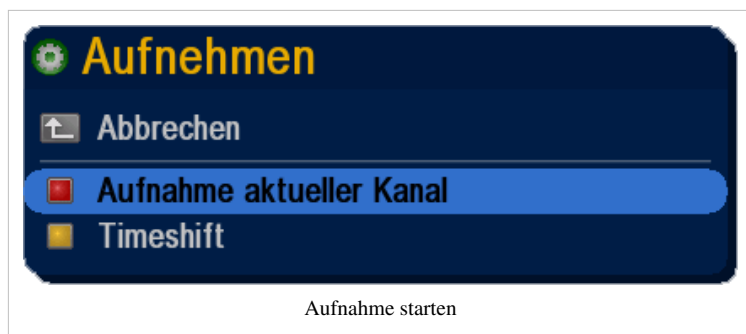 Aufnehmen
Abbrechen
Aufnahme aktueller Kanal
Timeshift
Aufnahme starten